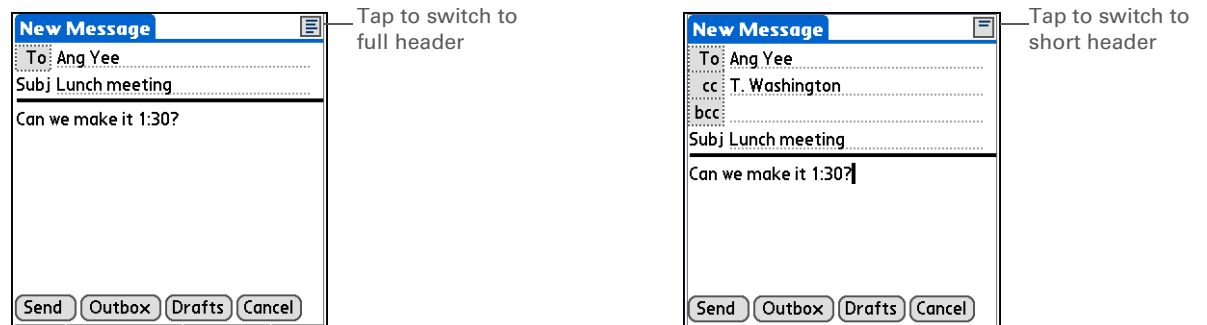 New Message
To Ang Yee
Subj Lunch meeting
Can we make it 1:30?
Send Outbox Drafts Cancel
Tap to switch to
full header
New Message
To Ang Yee
cc T. Washington
bcc
Subj Lunch meeting
Can we make it 1:30?
Send Outbox Drafts Cancel
Tap to switch to
short header